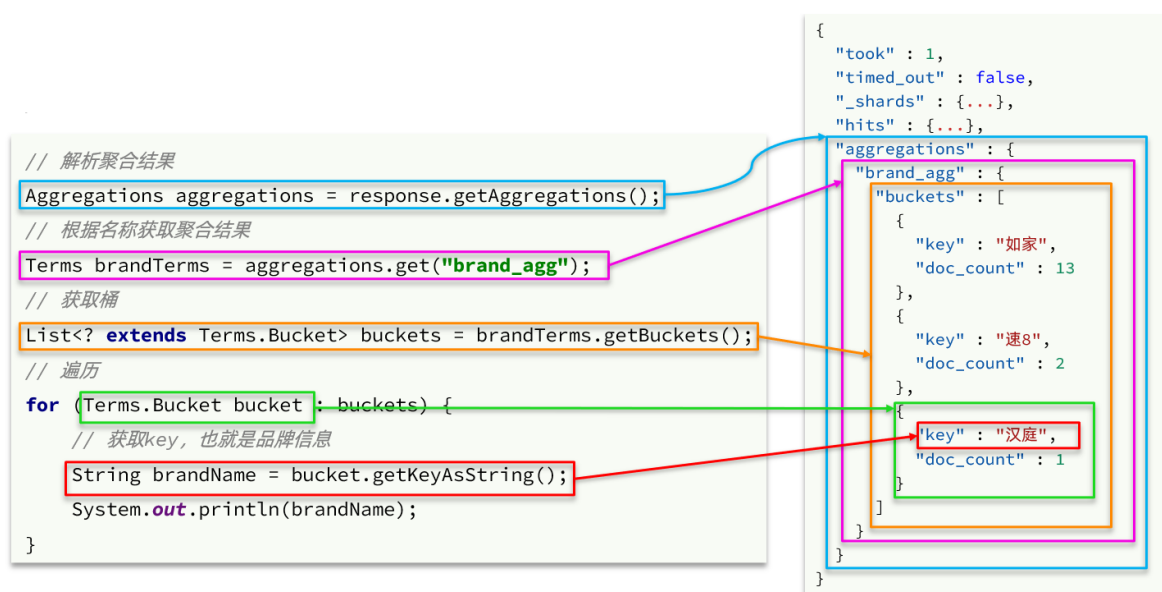 // 解析聚合结果
Aggregations aggregations = response.getAggregations();
// 根据名称获取聚合结果
Terms brandTerms = aggregations.get("brand_agg");
// 获取桶
List<? extends Terms.Bucket> buckets = brandTerms.getBuckets();
// 遍历
for (Terms.Bucket bucket : buckets) {
// 获取key, 也就是品牌信息
String brandName = bucket.getKeyAsString();
System.out.println(brandName);
}
{
"took" : 1,
"timed_out" : false,
"_shards" : {...},
"hits" : {...},
"aggregations" : {
"brand_agg" : {
"buckets" : [
{
"key" : "如家",
"doc_count" : 13
},
{
"key" : "速8",
"doc_count" : 2
},
{
"key" : "汉庭",
"doc_count" : 1
}
]
}
}
}